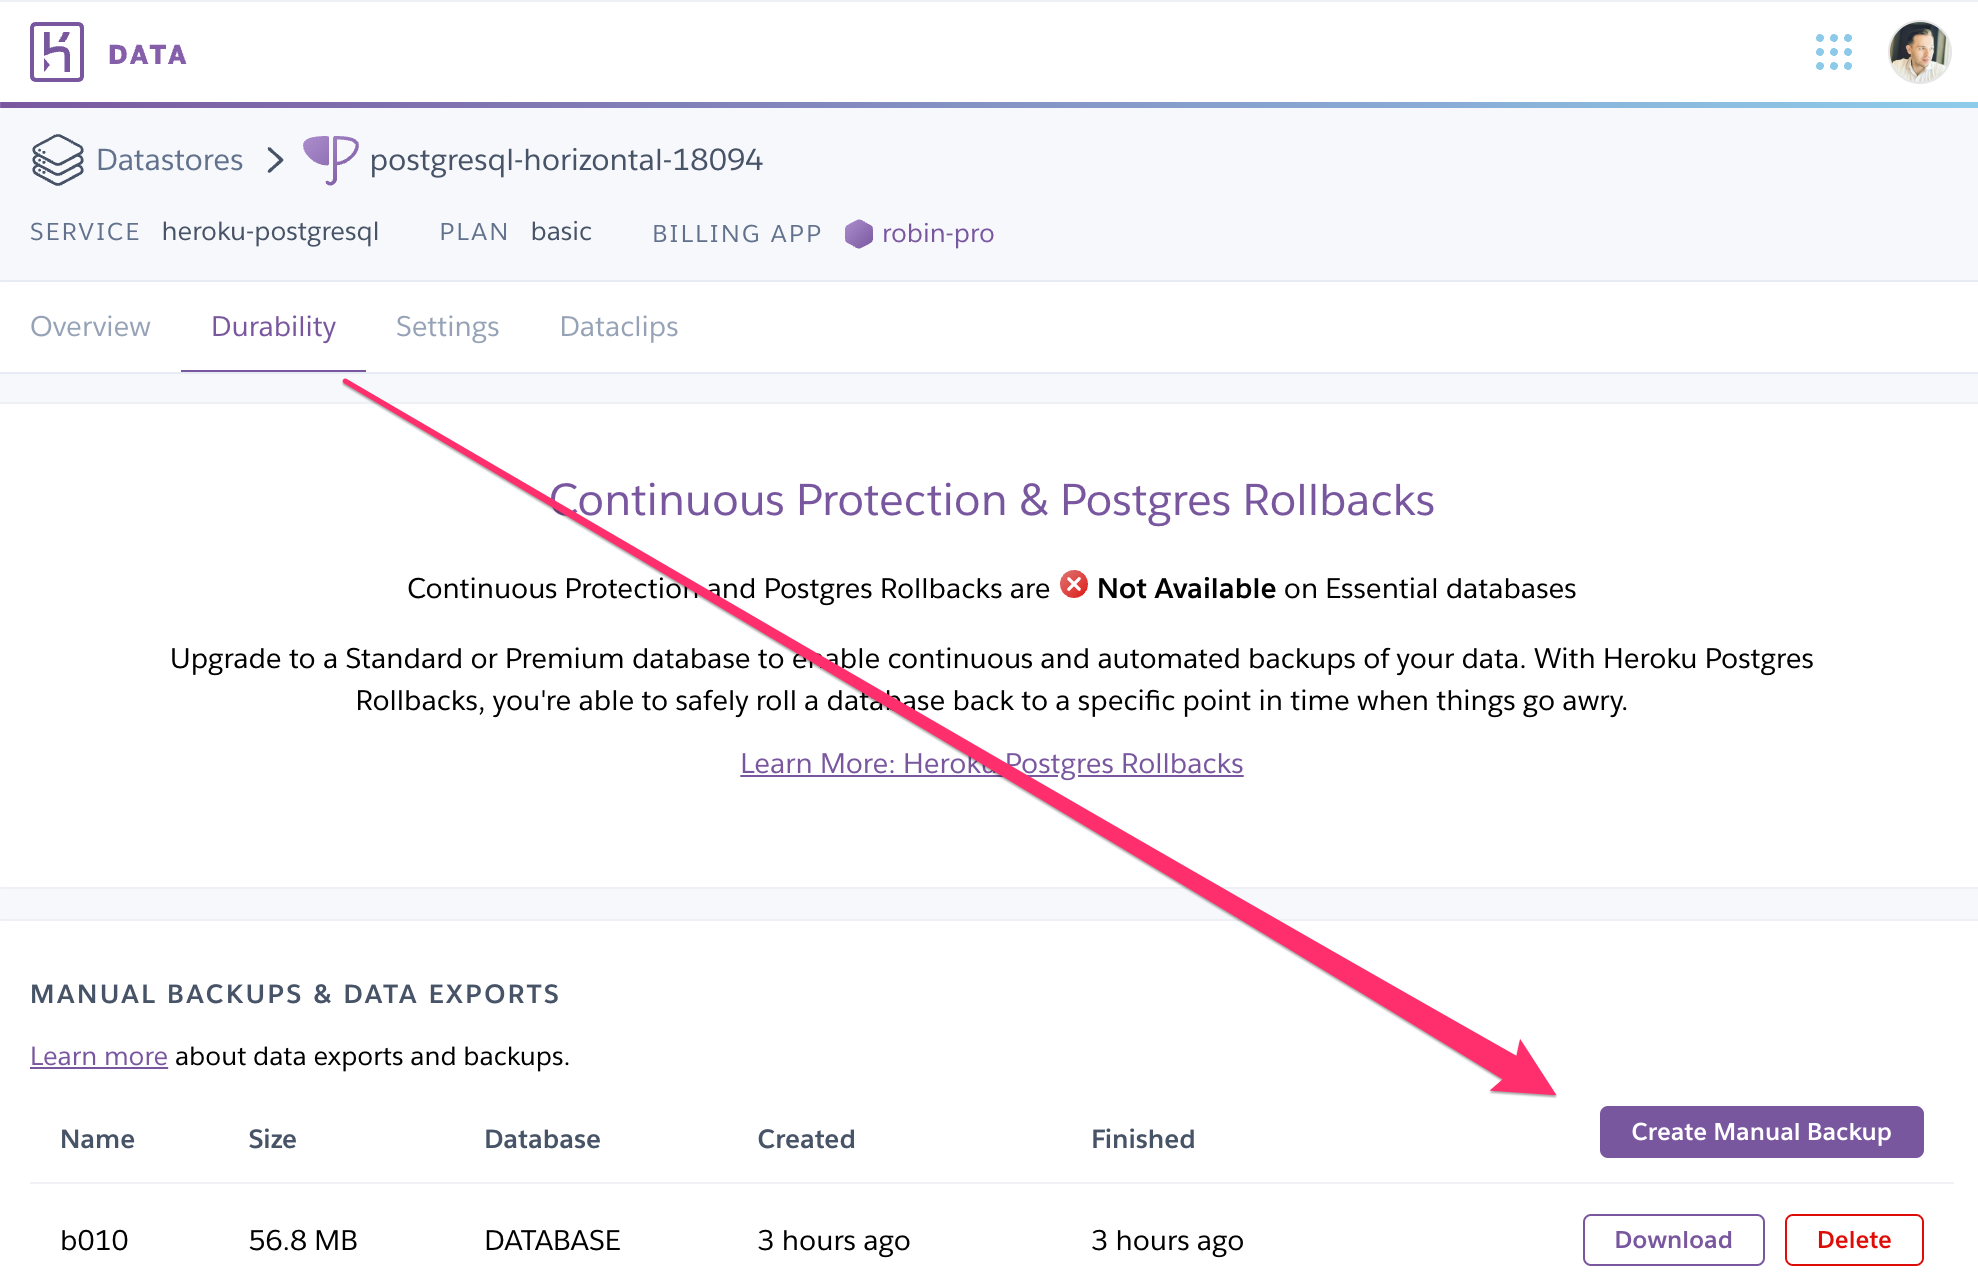 DATA
Datastores > postgresql-horizontal-18094
SERVICE heroku-postgresql PLAN basic BILLING APP robin-pro
Overview Durability Settings Dataclips
Continuous Protection & Postgres Rollbacks
Continuous Protection and Postgres Rollbacks are Not Available on Essential databases
Upgrade to a Standard or Premium database to enable continuous and automated backups of your data. With Heroku Postgres
Rollbacks, you're able to safely roll a database back to a specific point in time when things go awry.
Learn More: Heroku Postgres Rollbacks
MANUAL BACKUPS & DATA EXPORTS
Learn more about data exports and backups.
Name Size Database Created Finished Create Manual Backup
b010 56.8 MB DATABASE 3 hours ago 3 hours ago Download Delete